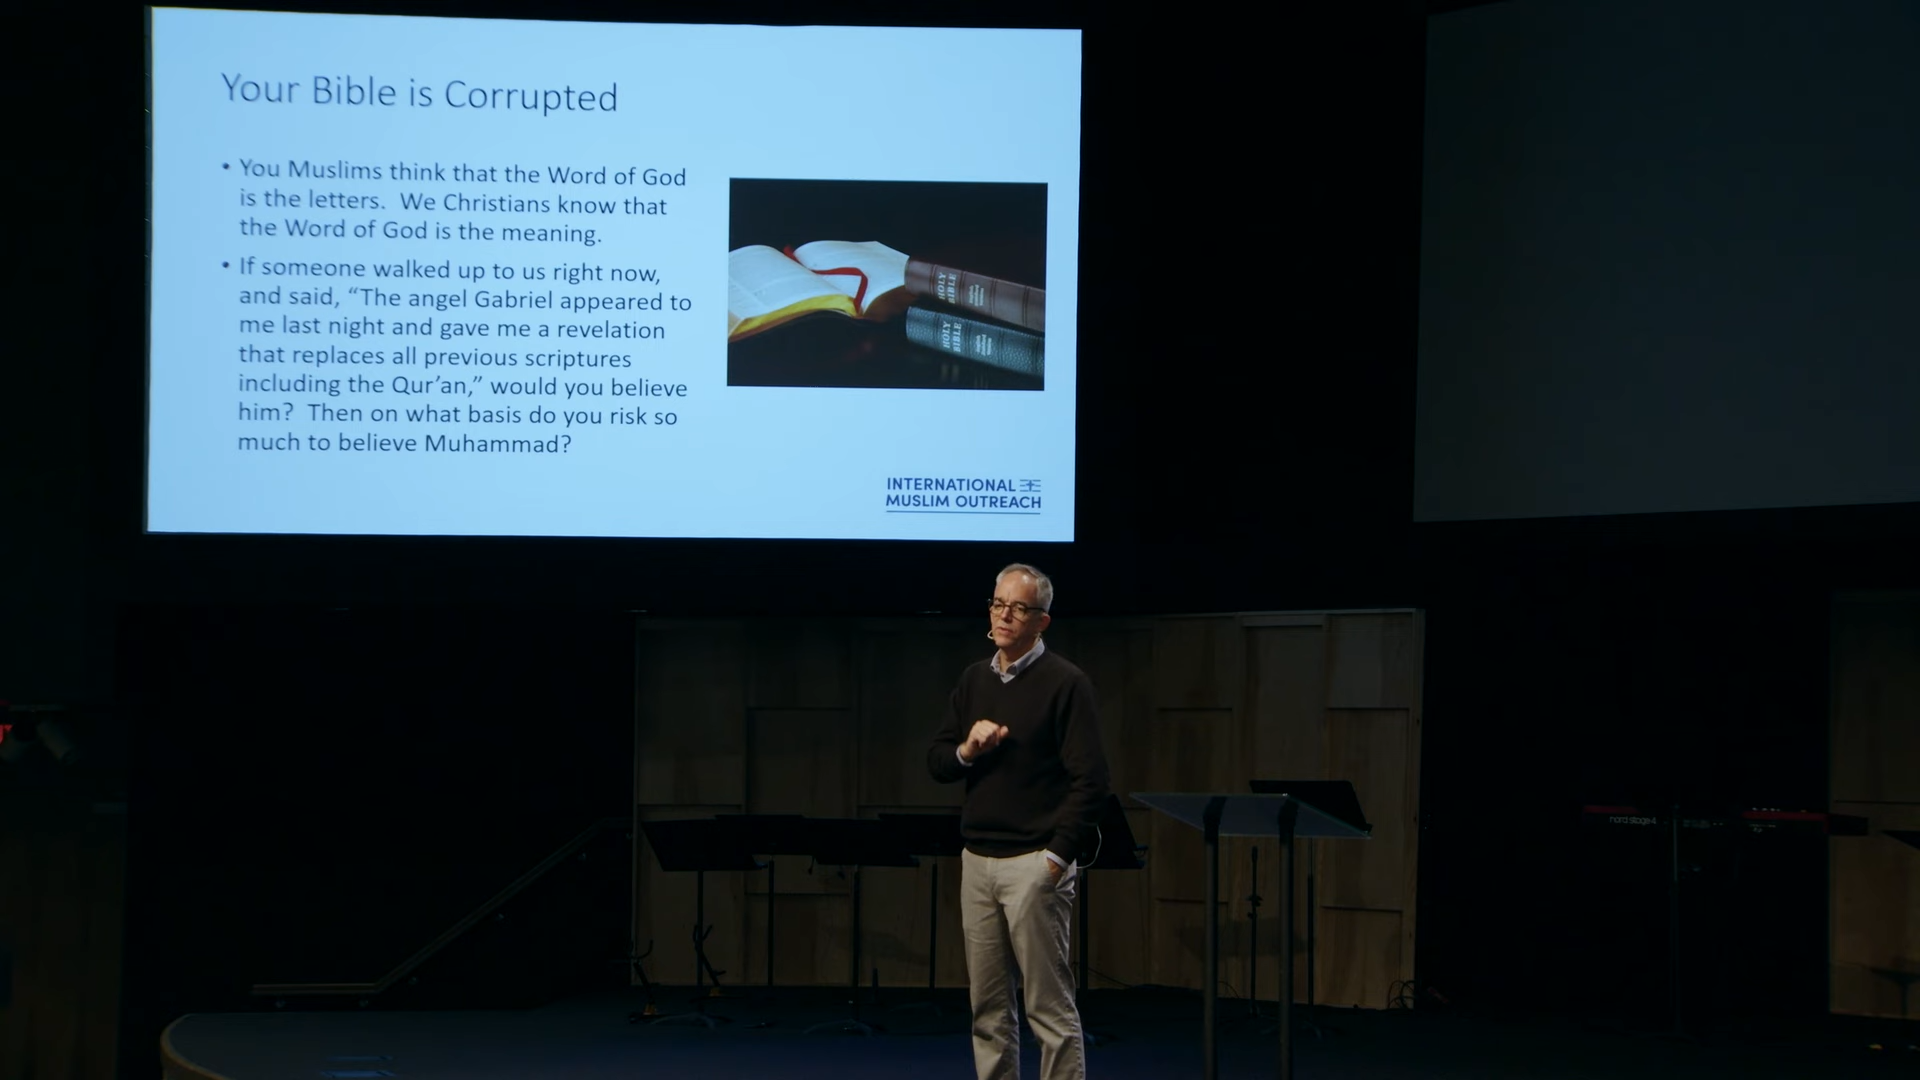 Your Bible is Corrupted
• You Muslims think that the Word of God
is the letters.  We Christians know that
the Word of God is the meaning.
• If someone walked up to us right now,
and said, “The angel Gabriel appeared to
me last night and gave me a revelation
that replaces all previous scriptures
including the Qur’an,” would you believe
him?  Then on what basis do you risk so
much to believe Muhammad?
HOLY
BIBLE
HOLY
BIBLE
INTERNATIONAL
MUSLIM OUTREACH
nord stage 4